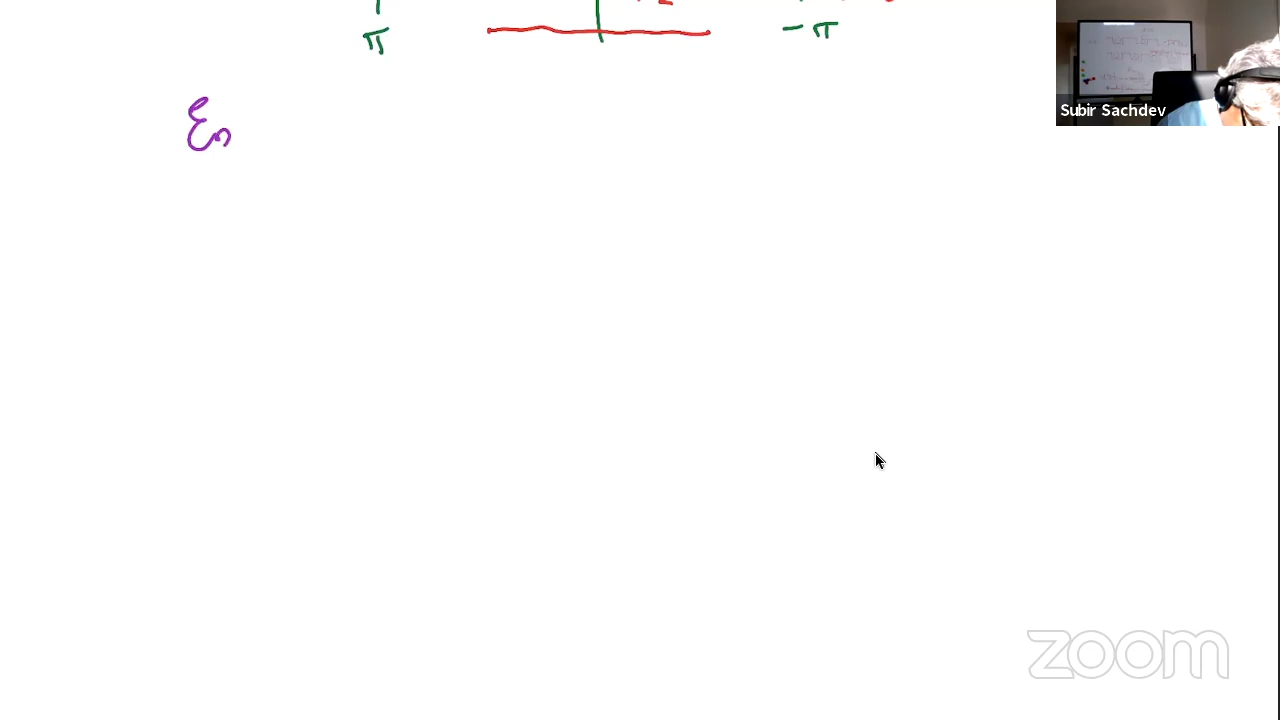 π - π
Subir Sachdev
En
zoom